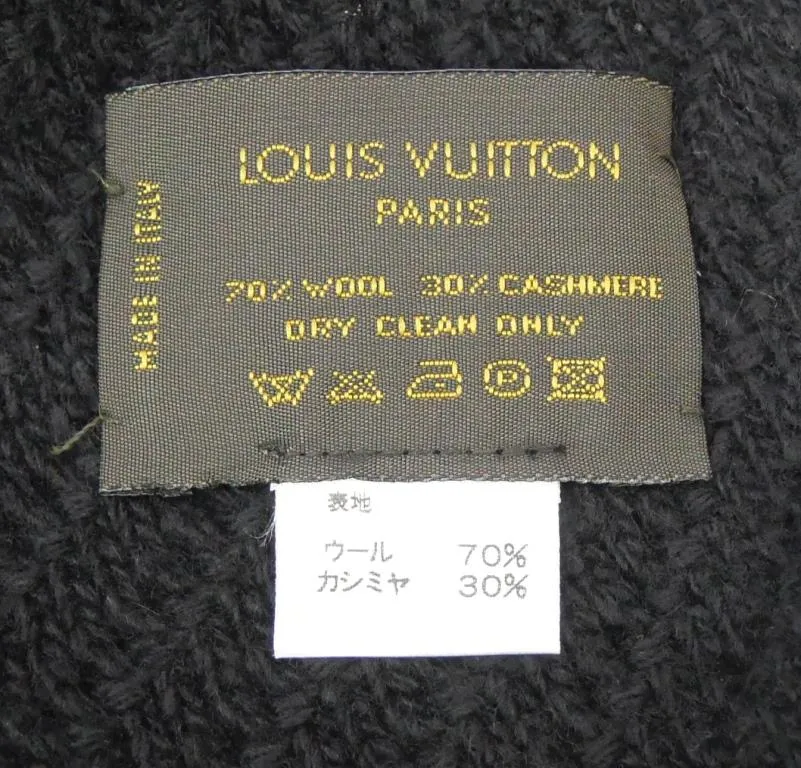 LOUIS VUITTON
PARIS
MADE IN ITALY
70% WOOL 30% CASHMERE
DRY CLEAN ONLY
表地
ウール 70%
カシミヤ 30%